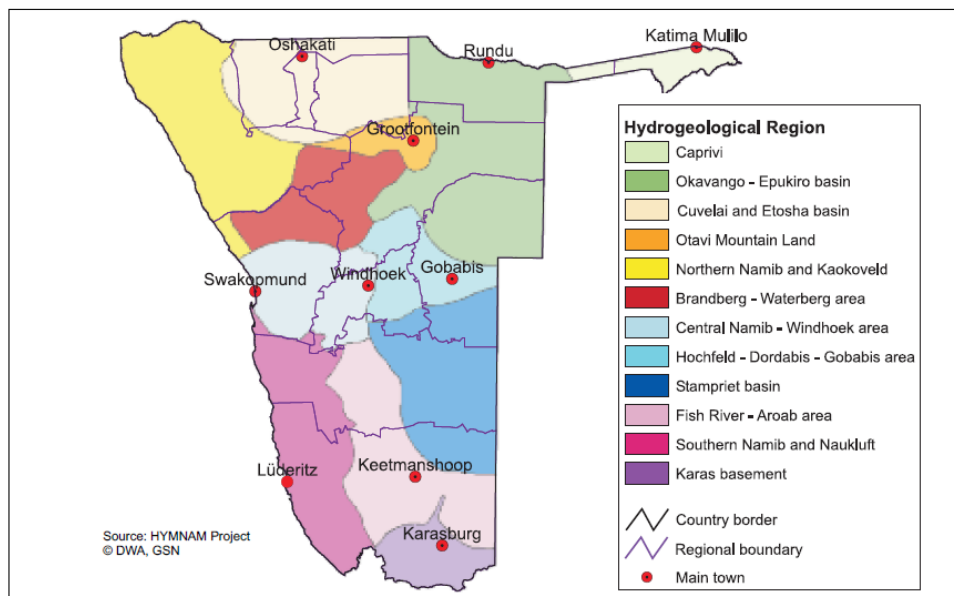 Oshakati
Rundu
Katima Mulilo
Grootfontein
Swakopmund
Windhoek
Gobabis
Lüderitz
Keetmanshoop
Karasburg
Source: HYMNAM Project
© DWA, GSN
Hydrogeological Region
Caprivi
Okavango - Epukiro basin
Cuvelai and Etosha basin
Otavi Mountain Land
Northern Namib and Kaokoveld
Brandberg - Waterberg area
Central Namib - Windhoek area
Hochfeld - Dordabis - Gobabis area
Stampriet basin
Fish River - Aroab area
Southern Namib and Naukluft
Karas basement
Country border
Regional boundary
Main town